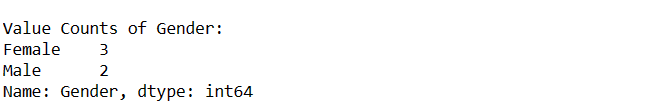 Value Counts of Gender:
Female    3
Male      2
Name: Gender, dtype: int64